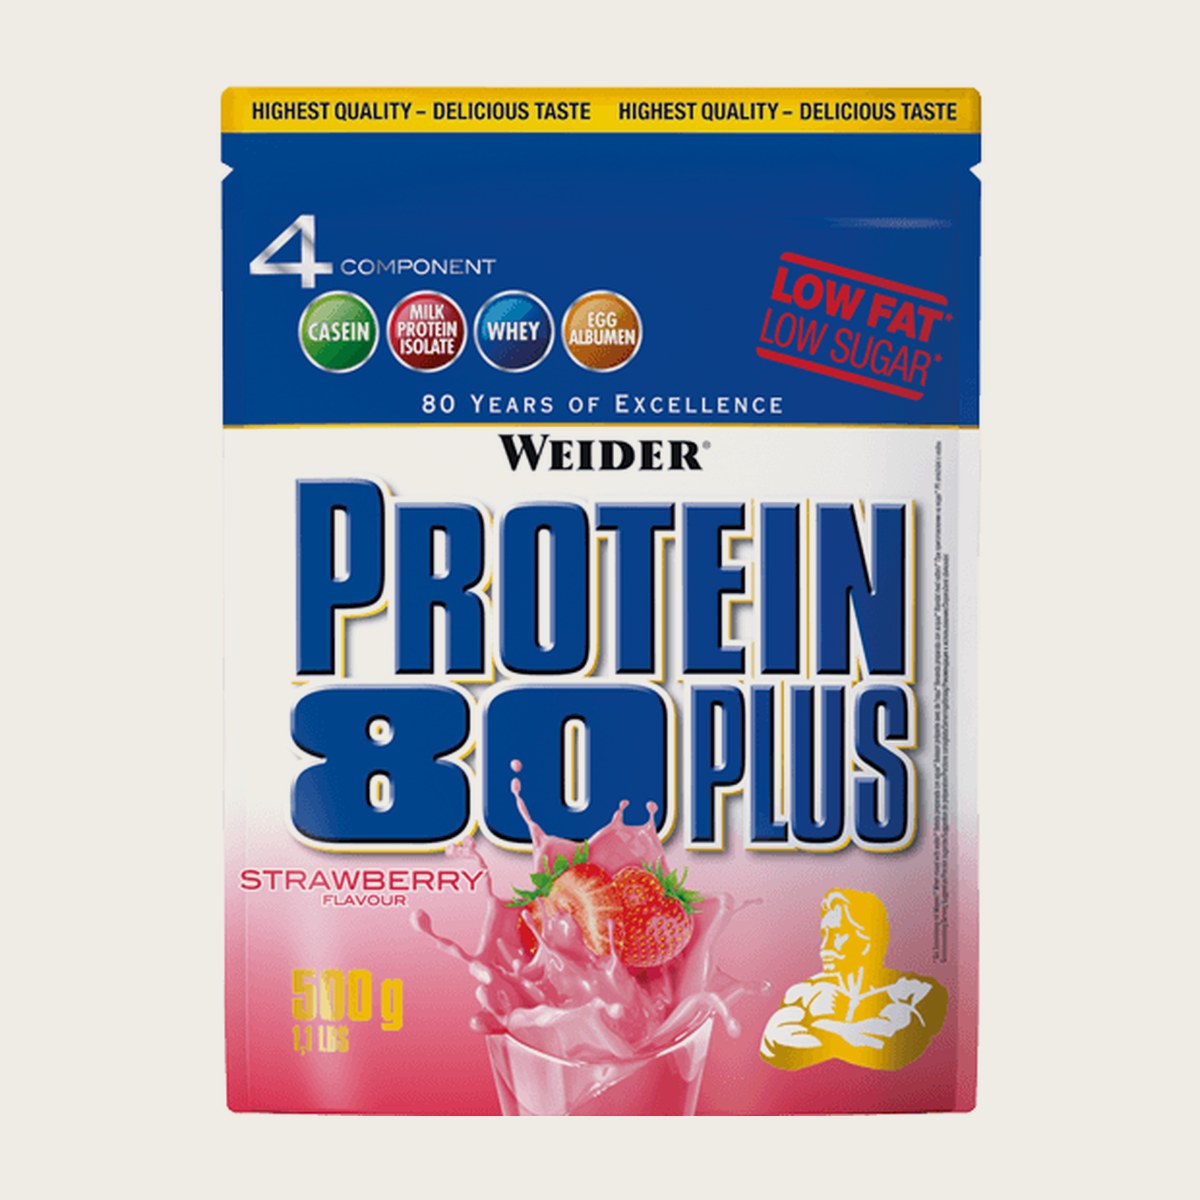 HIGHEST QUALITY – DELICIOUS TASTE HIGHEST QUALITY – DELICIOUS TASTE
4 COMPONENT
CASEIN
MILK
PROTEIN
ISOLATE
WHEY
EGG
ALBUMEN
LOW FAT*
LOW SUGAR*
80 YEARS OF EXCELLENCE
WEIDER®
PROTEIN
80 PLUS
STRAWBERRY
FLAVOUR
500 g
1,1 LBS